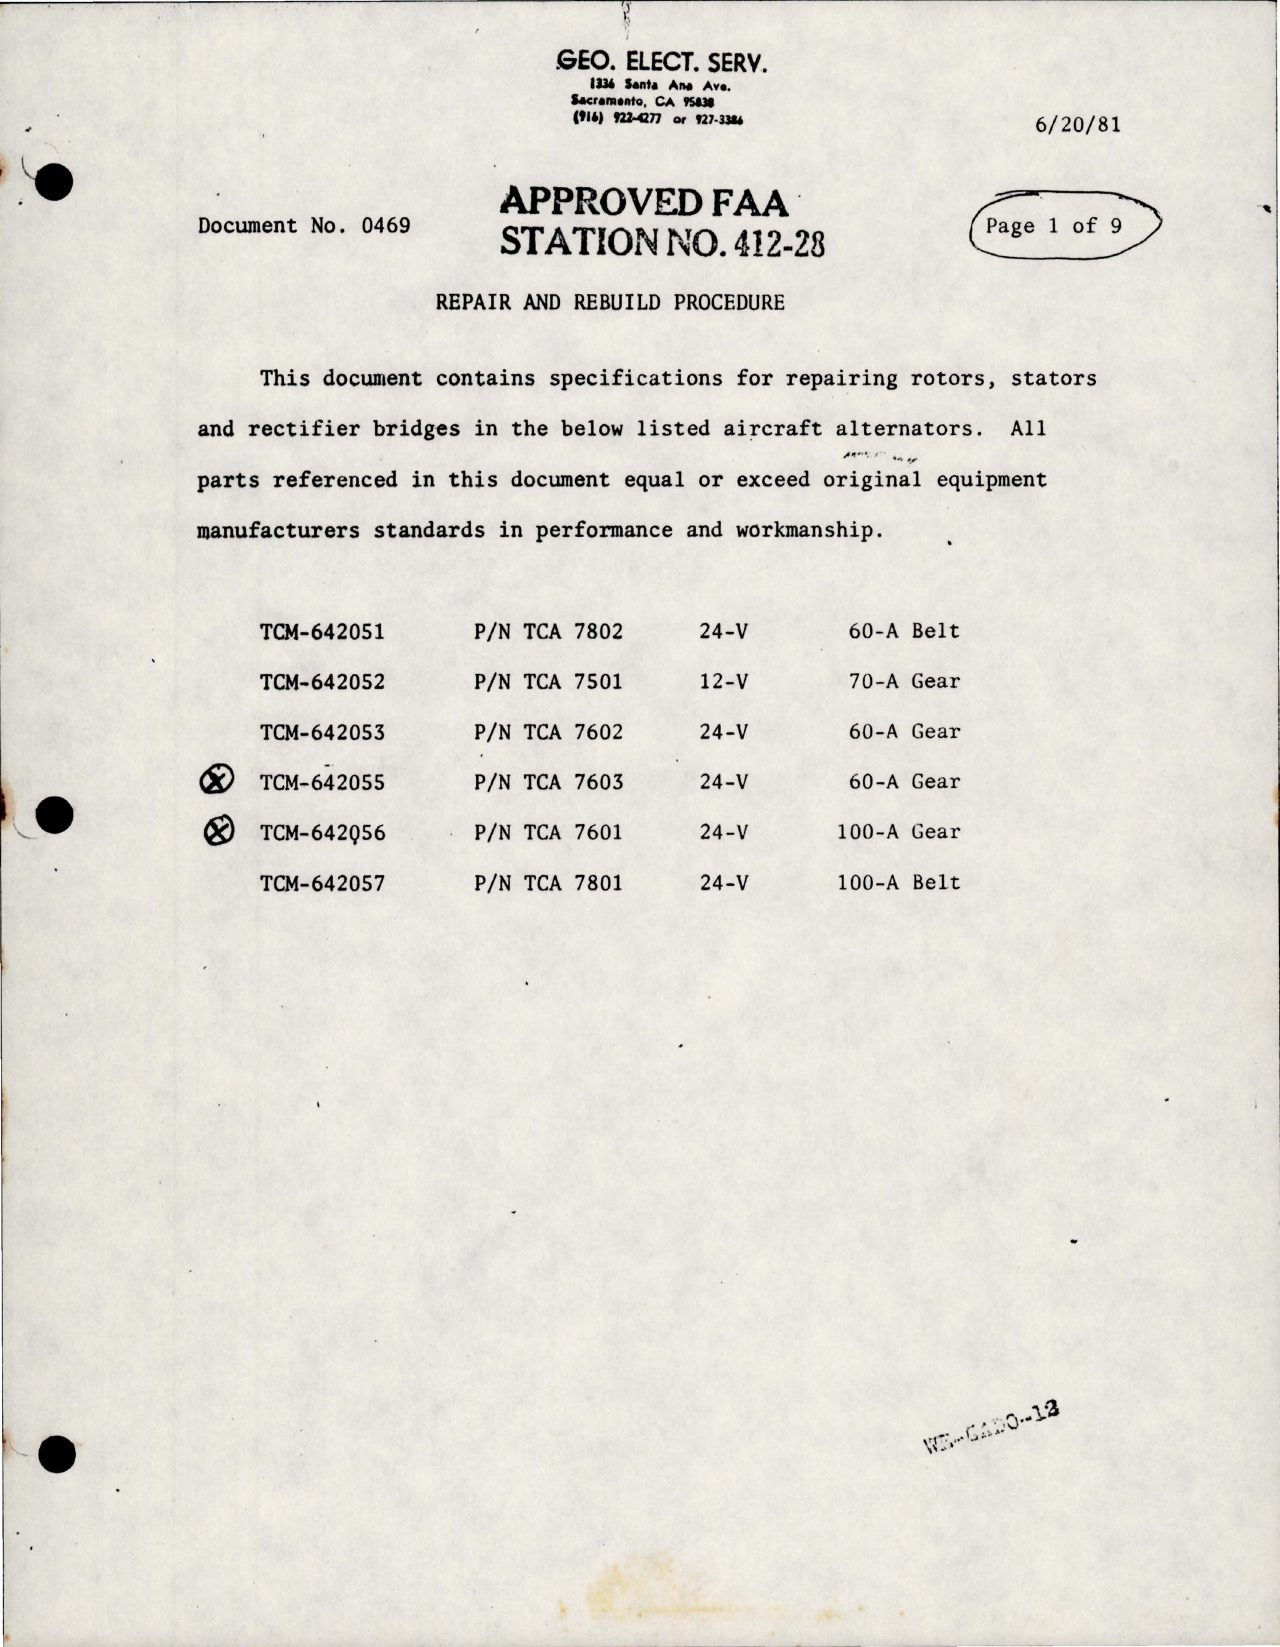 GEO. ELECT. SERV.
1336 Santa Ana Ave.
Sacramento, CA 95838
(916) 922-4277 or 927-3386
6/20/81
Document No. 0469
APPROVED FAA
STATION NO. 412-28
Page 1 of 9
REPAIR AND REBUILD PROCEDURE
This document contains specifications for repairing rotors, stators
and rectifier bridges in the below listed aircraft alternators. All
parts referenced in this document equal or exceed original equipment
manufacturers standards in performance and workmanship.
TCM-642051 P/N TCA 7802 24-V 60-A Belt
TCM-642052 P/N TCA 7501 12-V 70-A Gear
TCM-642053 P/N TCA 7602 24-V 60-A Gear
TCM-642055 P/N TCA 7603 24-V 60-A Gear
TCM-642056 P/N TCA 7601 24-V 100-A Gear
TCM-642057 P/N TCA 7801 24-V 100-A Belt
WE-GADO-12